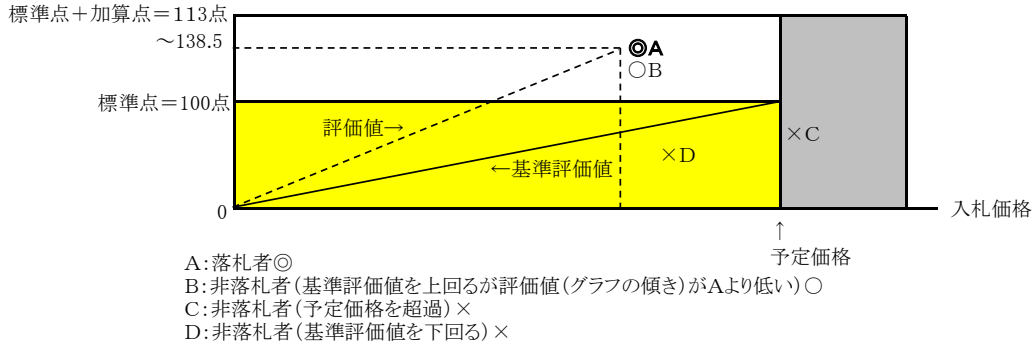 標準点＋加算点＝113点
～138.5
◎A
○B
標準点＝100点
評価値→
×C
×D
←基準評価値
0
入札価格
↑
予定価格
A：落札者◎
B：非落札者（基準評価値を上回るが評価値（グラフの傾き）がAより低い）○
C：非落札者（予定価格を超過）×
D：非落札者（基準評価値を下回る）×